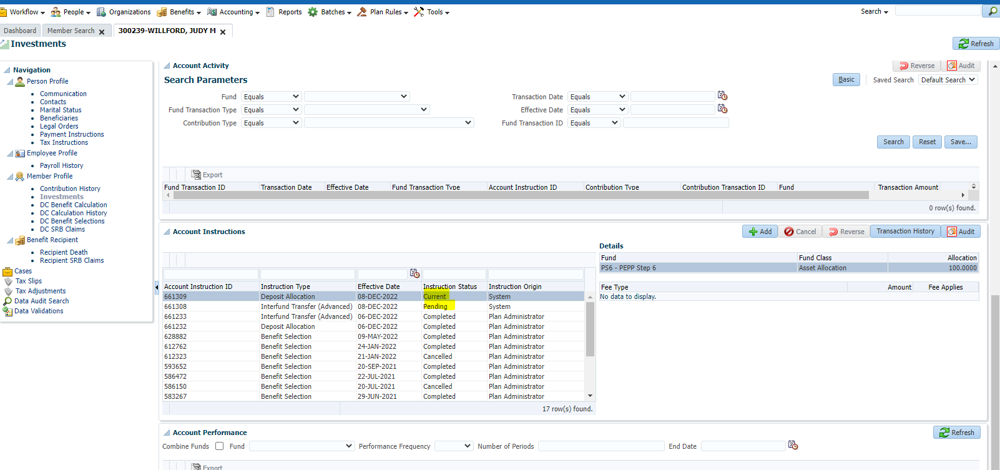 Workflow People Organizations Benefits Accounting Reports Batches Plan Rules Tools Search
Dashboard Member Search 300239-WILLFORD, JUDY M
Investments Refresh
Navigation
Person Profile
Communication
Contacts
Marital Status
Beneficiaries
Legal Orders
Payment Instructions
Tax Instructions
Employee Profile
Payroll History
Member Profile
Contribution History
Investments
DC Benefit Calculation
DC Calculation History
DC Benefit Selections
DC SRB Claims
Benefit Recipient
Recipient Death
Recipient SRB Claims
Cases
Tax Slips
Tax Adjustments
Data Audit Search
Data Validations
Account Activity Reverse Audit
Search Parameters Basic Saved Search Default Search
Fund Equals Transaction Date Equals
Fund Transaction Type Equals Effective Date Equals
Contribution Type Equals Fund Transaction ID Equals
Search Reset Save...
Export
Fund Transaction ID Transaction Date Effective Date Fund Transaction Type Account Instruction ID Contribution Type Contribution Transaction ID Fund Transaction Amount
0 row(s) found.
Account Instructions Add Cancel Reverse Transaction History Audit
Account Instruction ID Instruction Type Effective Date Instruction Status Instruction Origin
661309 Deposit Allocation 08-DEC-2022 Current System
661308 Interfund Transfer (Advanced) 08-DEC-2022 Pending System
661233 Interfund Transfer (Advanced) 06-DEC-2022 Completed Plan Administrator
661232 Deposit Allocation 06-DEC-2022 Completed Plan Administrator
628882 Benefit Selection 09-MAY-2022 Completed Plan Administrator
612762 Benefit Selection 24-JAN-2022 Completed Plan Administrator
612323 Benefit Selection 21-JAN-2022 Cancelled Plan Administrator
593652 Benefit Selection 20-SEP-2021 Completed Plan Administrator
586472 Benefit Selection 22-JUL-2021 Completed Plan Administrator
586150 Benefit Selection 20-JUL-2021 Cancelled Plan Administrator
583267 Benefit Selection 29-JUN-2021 Completed Plan Administrator
17 row(s) found.
Details
Fund Fund Class Allocation
PS6 - PEPP Step 6 Asset Allocation 100.0000
Fee Type Amount Fee Applies
No data to display.
Account Performance Refresh
Combine Funds Fund Performance Frequency Number of Periods End Date
Export